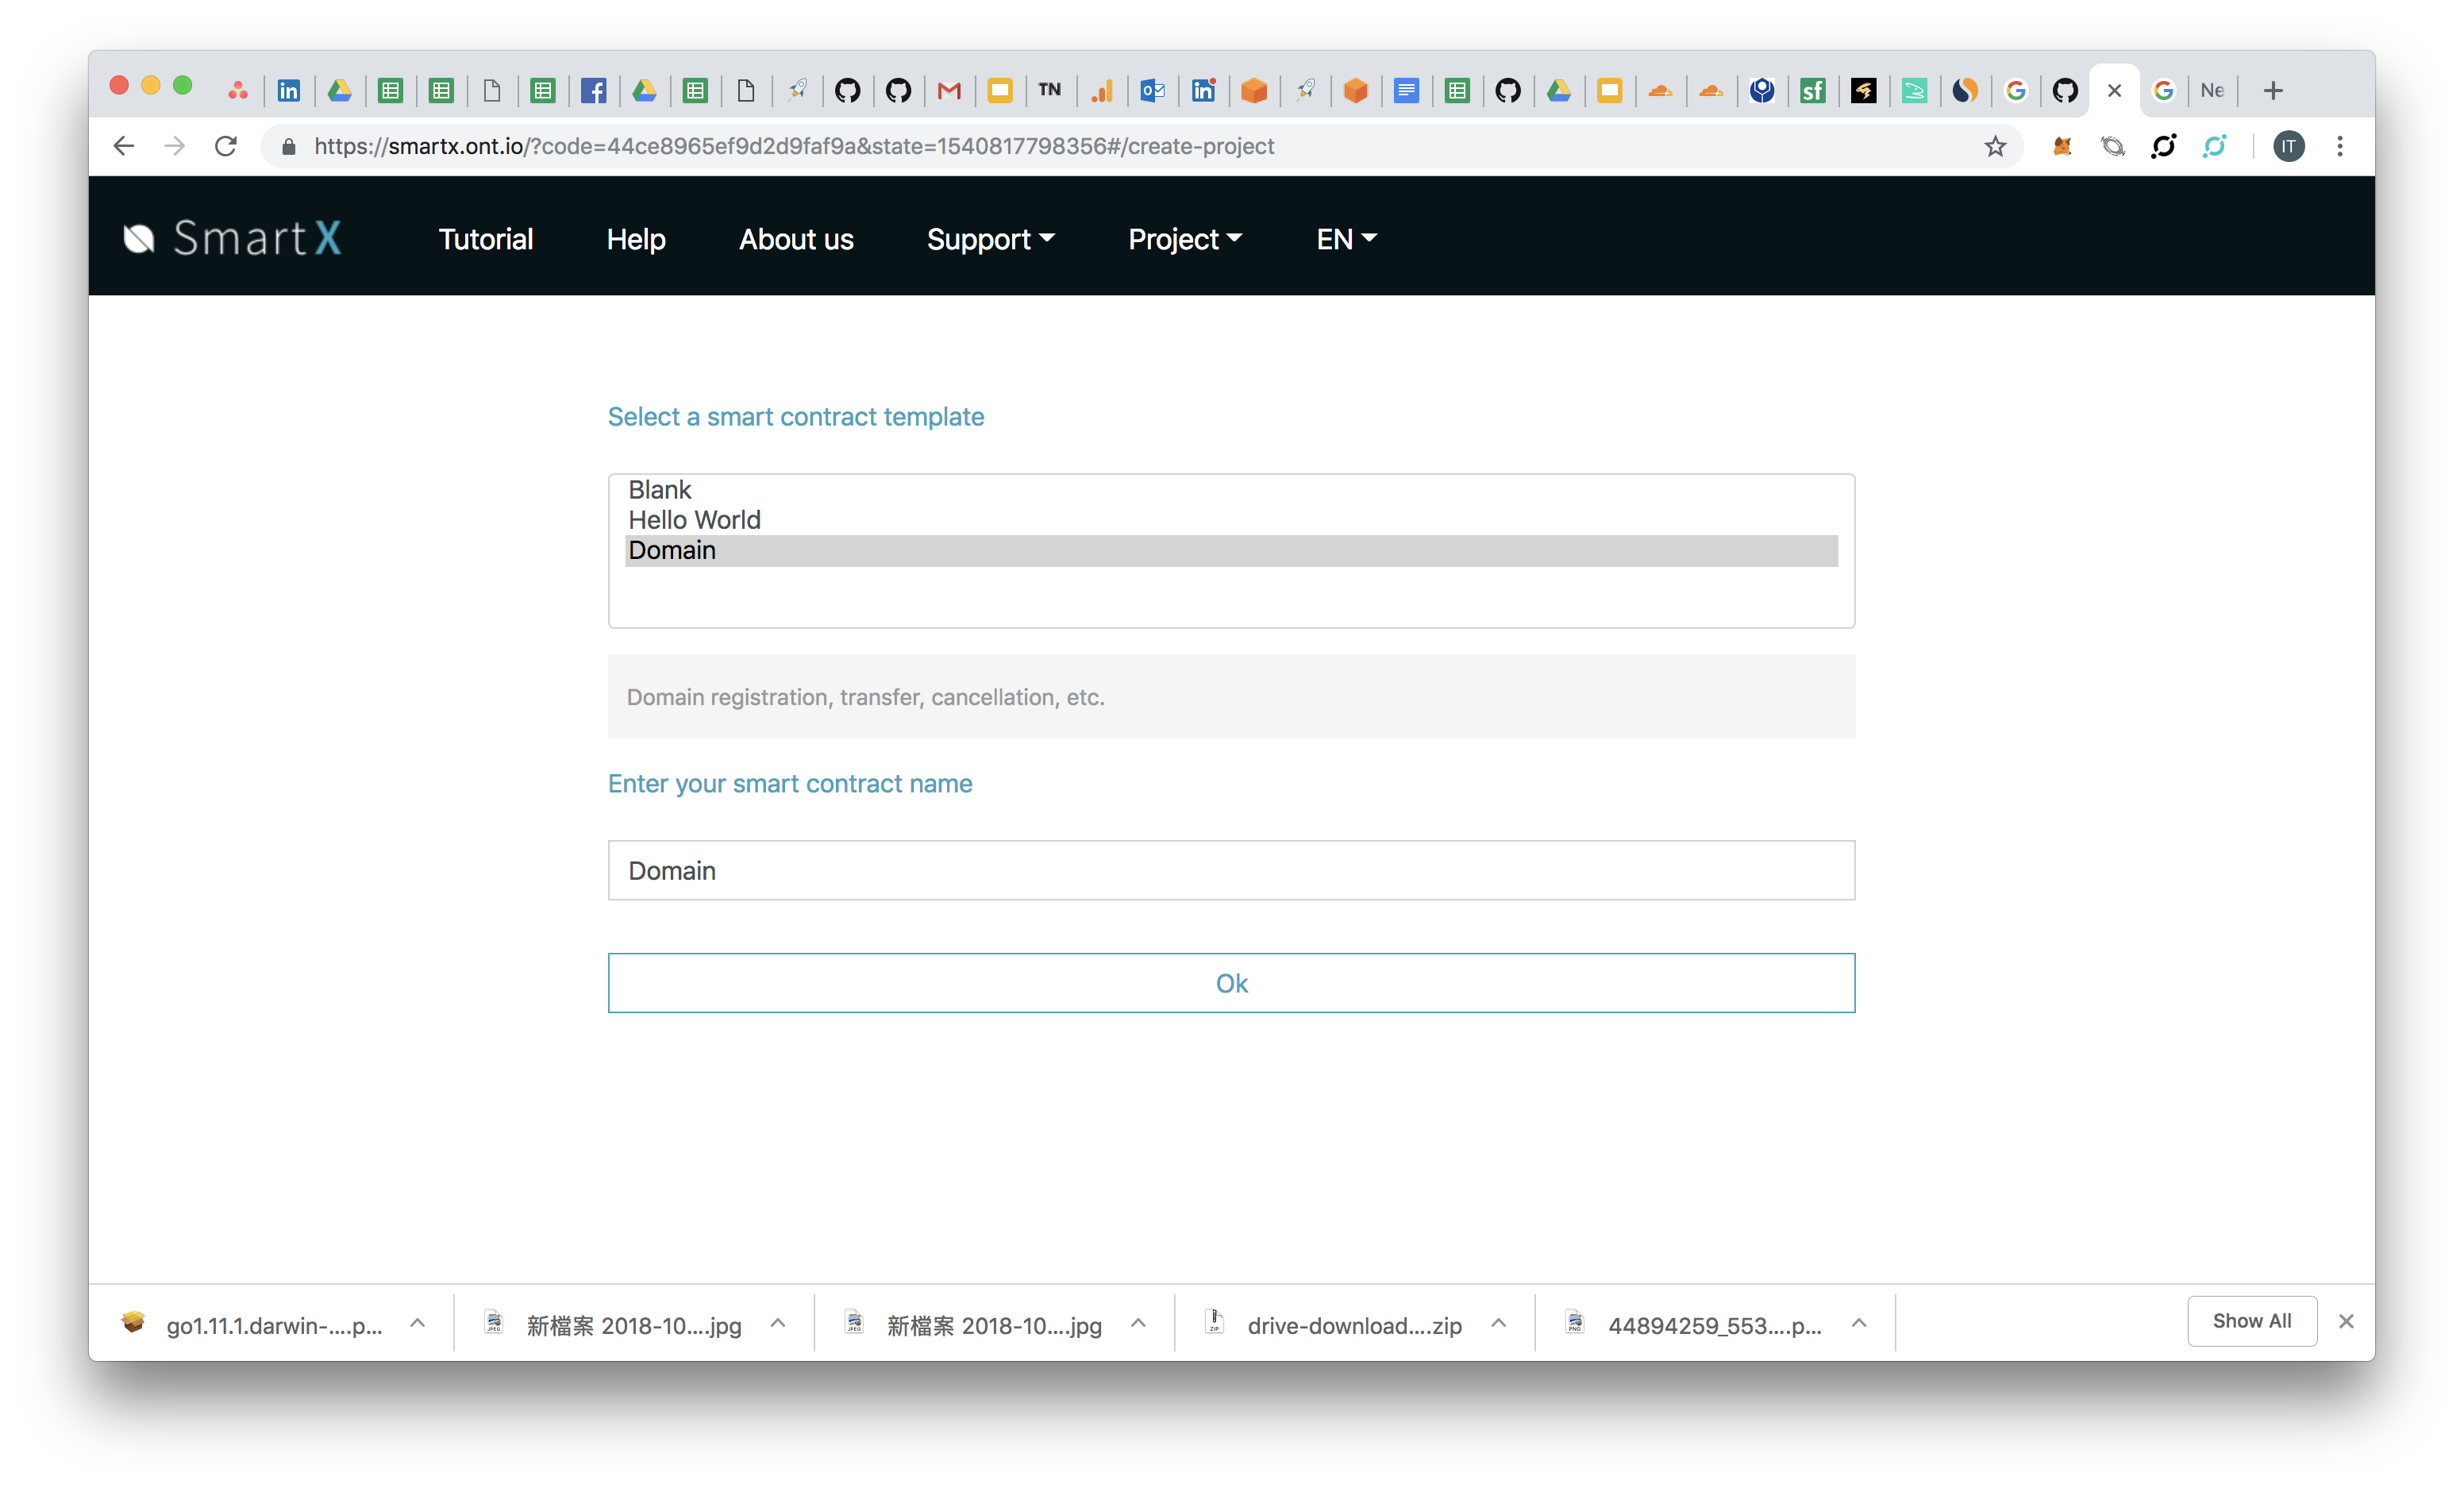 TN
sf
Ne
https://smartx.ont.io/?code=44ce8965ef9d2d9faf9a&state=1540817798356#/create-project
IT
SmartX
Tutorial
Help
About us
Support
Project
EN
Select a smart contract template
Blank
Hello World
Domain
Domain registration, transfer, cancellation, etc.
Enter your smart contract name
Domain
Ok
go1.11.1.darwin-....p...
新檔案 2018-10....jpg
新檔案 2018-10....jpg
drive-download....zip
44894259_553....p...
Show All